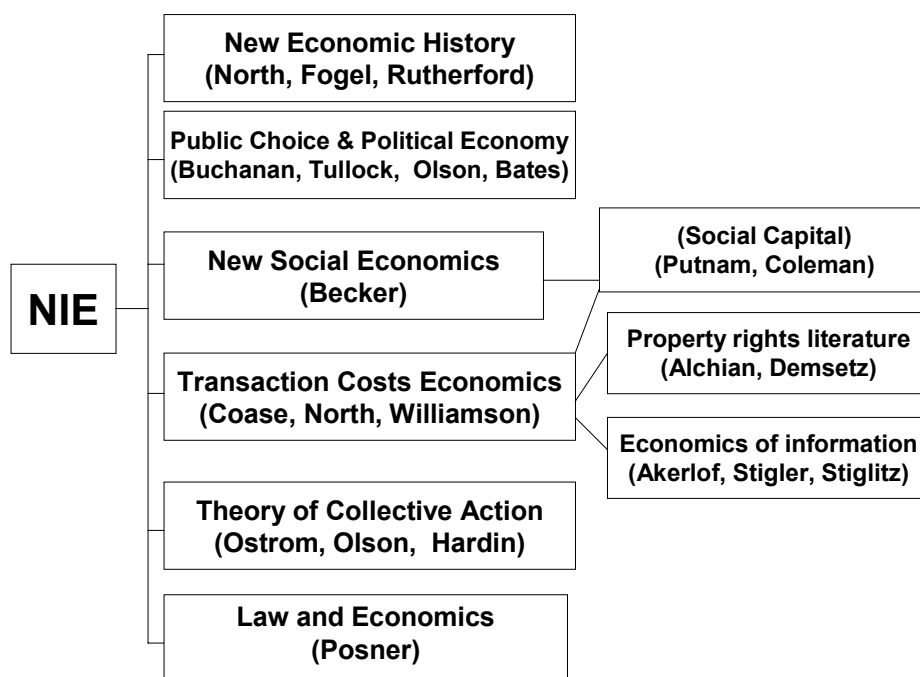 New Economic History
(North, Fogel, Rutherford)
Public Choice & Political Economy
(Buchanan, Tullock, Olson, Bates)
New Social Economics
(Becker)
(Social Capital)
(Putnam, Coleman)
NIE
Property rights literature
(Alchian, Demsetz)
Transaction Costs Economics
(Coase, North, Williamson)
Economics of information
(Akerlof, Stigler, Stiglitz)
Theory of Collective Action
(Ostrom, Olson, Hardin)
Law and Economics
(Posner)